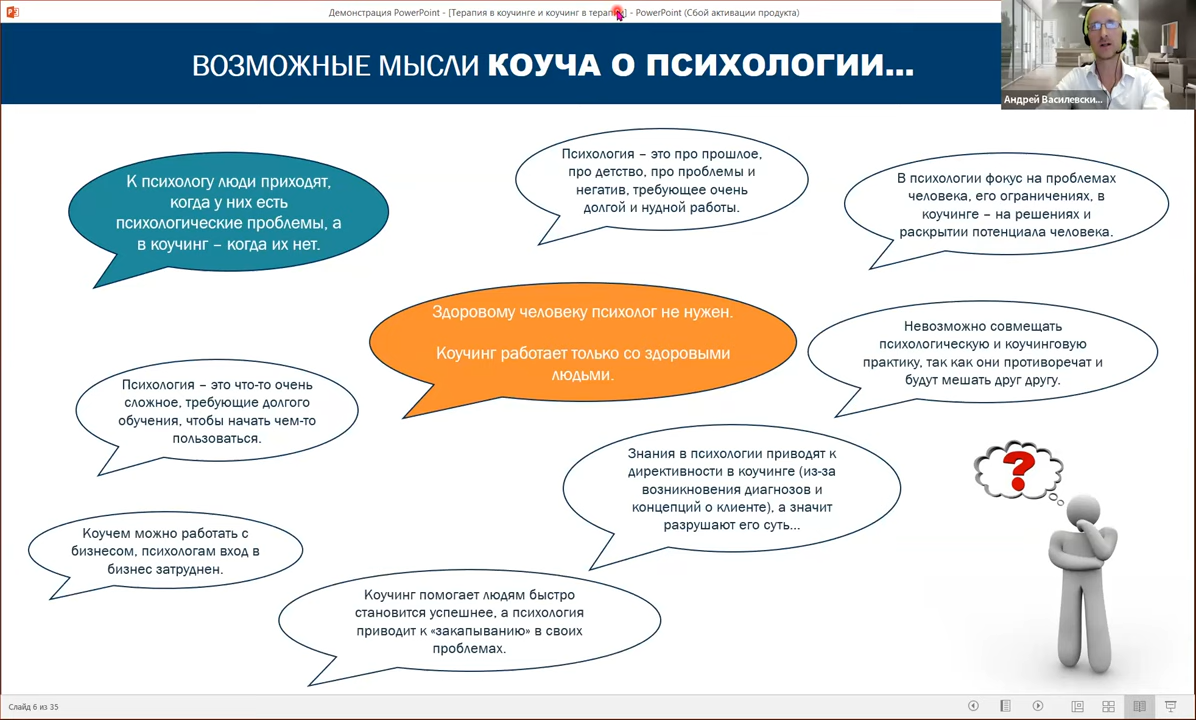 Демонстрация PowerPoint - [Терапия в коучинге и коучинг в терапии] - PowerPoint (Сбой активации продукта)
ВОЗМОЖНЫЕ МЫСЛИ КОУЧА О ПСИХОЛОГИИ...
Андрей Василевски...
К психологу люди приходят,
когда у них есть
психологические проблемы, а
в коучинг – когда их нет.
Психология – это про прошлое,
про детство, про проблемы и
негатив, требующее очень
долгой и нудной работы.
В психологии фокус на проблемах
человека, его ограничениях, в
коучинге – на решениях и
раскрытии потенциала человека.
Здоровому человеку психолог не нужен.
Коучинг работает только со здоровыми
людьми.
Невозможно совмещать
психологическую и коучинговую
практику, так как они противоречат и
будут мешать друг другу.
Психология – это что-то очень
сложное, требующие долгого
обучения, чтобы начать чем-то
пользоваться.
Знания в психологии приводят к
директивности в коучинге (из-за
возникновения диагнозов и
концепций о клиенте), а значит
разрушают его суть...
Коучем можно работать с
бизнесом, психологам вход в
бизнес затруднен.
Коучинг помогает людям быстро
становится успешнее, а психология
приводит к «закапыванию» в своих
проблемах.
?
Слайд 6 из 35